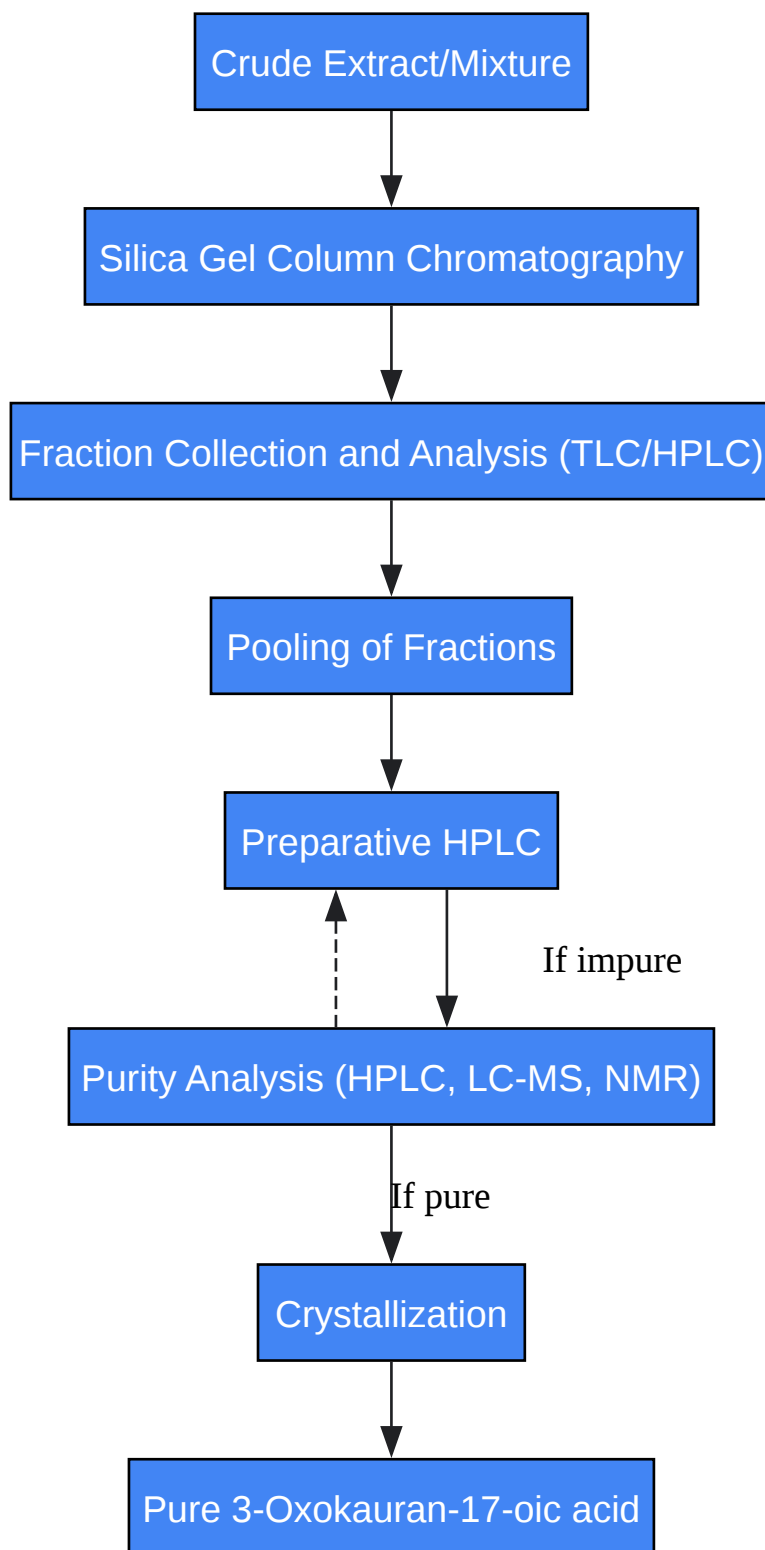 Crude Extract/Mixture
Silica Gel Column Chromatography
Fraction Collection and Analysis (TLC/HPLC)
Pooling of Fractions
Preparative HPLC
If impure
Purity Analysis (HPLC, LC-MS, NMR)
If pure
Crystallization
Pure 3-Oxokauran-17-oic acid